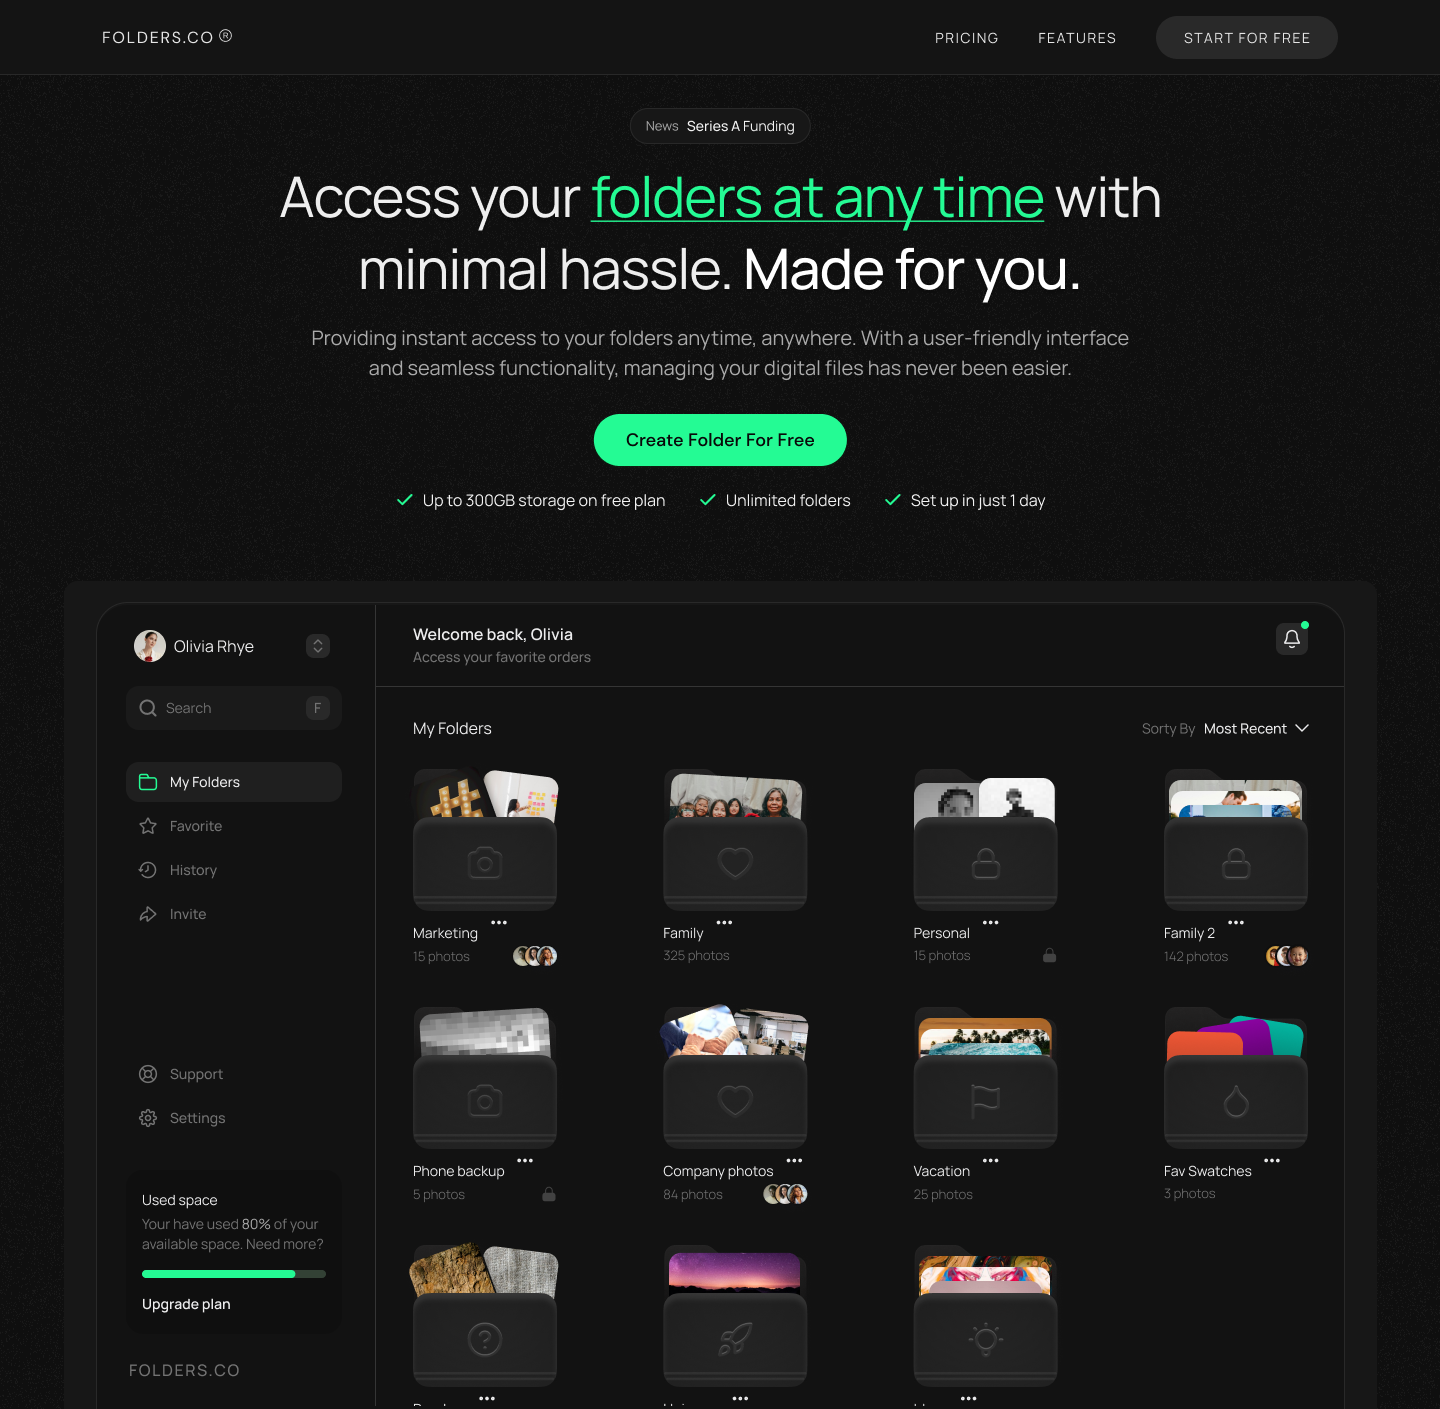 FOLDERS.CO ®
PRICING
FEATURES
START FOR FREE
News Series A Funding
Access your folders at any time with
minimal hassle. Made for you.
Providing instant access to your folders anytime, anywhere. With a user-friendly interface
and seamless functionality, managing your digital files has never been easier.
Create Folder For Free
Up to 300GB storage on free plan
Unlimited folders
Set up in just 1 day
Olivia Rhye
Search
F
My Folders
Favorite
History
Invite
Support
Settings
Used space
Your have used 80% of your
available space. Need more?
Upgrade plan
FOLDERS.CO
Welcome back, Olivia
Access your favorite orders
My Folders
Sorty By Most Recent
#
Marketing
15 photos
Family
325 photos
Personal
15 photos
Family 2
142 photos
Phone backup
5 photos
Company photos
84 photos
Vacation
25 photos
Fav Swatches
3 photos